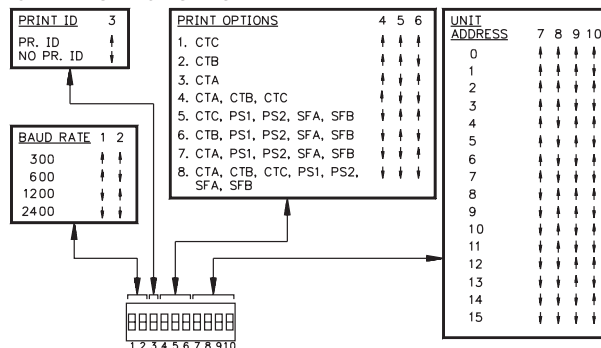 PRINT ID 3
PR. ID
NO PR. ID
BAUD RATE 1 2
300
600
1200
2400
PRINT OPTIONS 4 5 6
1. CTC
2. CTB
3. CTA
4. CTA, CTB, CTC
5. CTC, PS1, PS2, SFA, SFB
6. CTB, PS1, PS2, SFA, SFB
7. CTA, PS1, PS2, SFA, SFB
8. CTA, CTB, CTC, PS1, PS2,
SFA, SFB
UNIT
ADDRESS 7 8 9 10
0
1
2
3
4
5
6
7
8
9
10
11
12
13
14
15
1 2 3 4 5 6 7 8 9 10